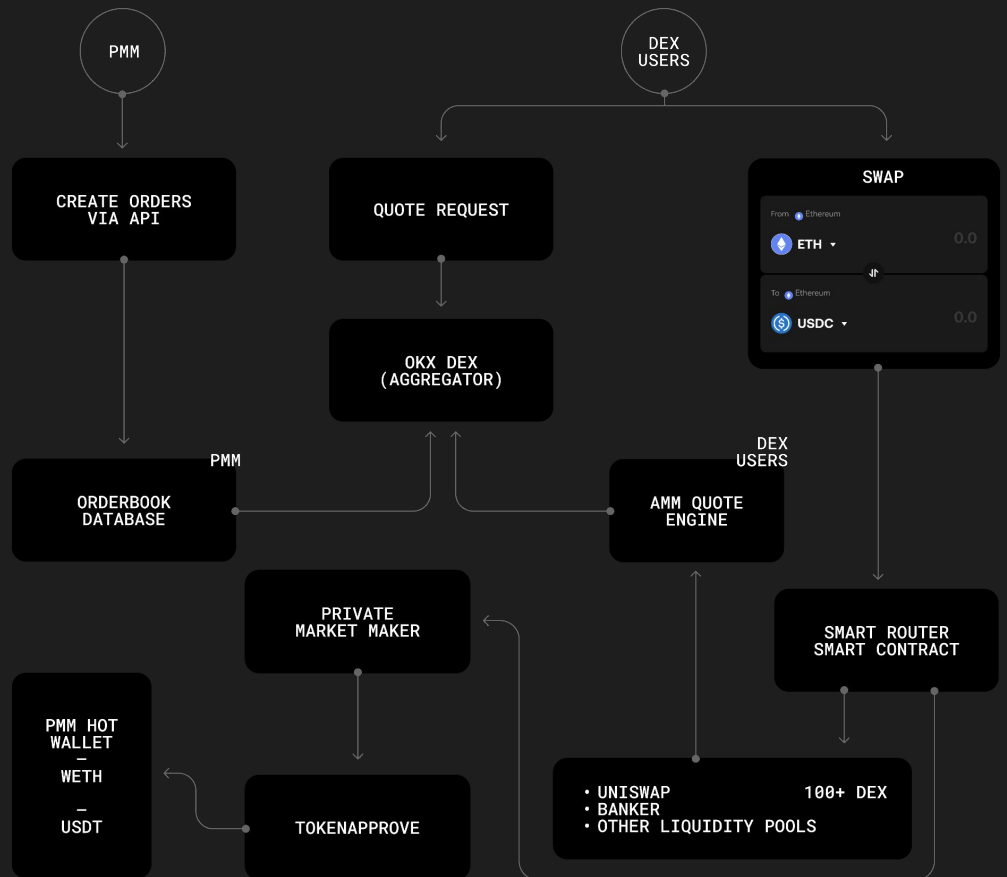 PMM
DEX
USERS
CREATE ORDERS
VIA API
QUOTE REQUEST
SWAP
From Ethereum
ETH
0.0
To Ethereum
USDC
0.0
OKX DEX
(AGGREGATOR)
PMM
ORDERBOOK
DATABASE
DEX
USERS
AMM QUOTE
ENGINE
PRIVATE
MARKET MAKER
SMART ROUTER
SMART CONTRACT
PMM HOT
WALLET
—
WETH
—
USDT
TOKENAPPROVE
• UNISWAP 100+ DEX
• BANKER
• OTHER LIQUIDITY POOLS